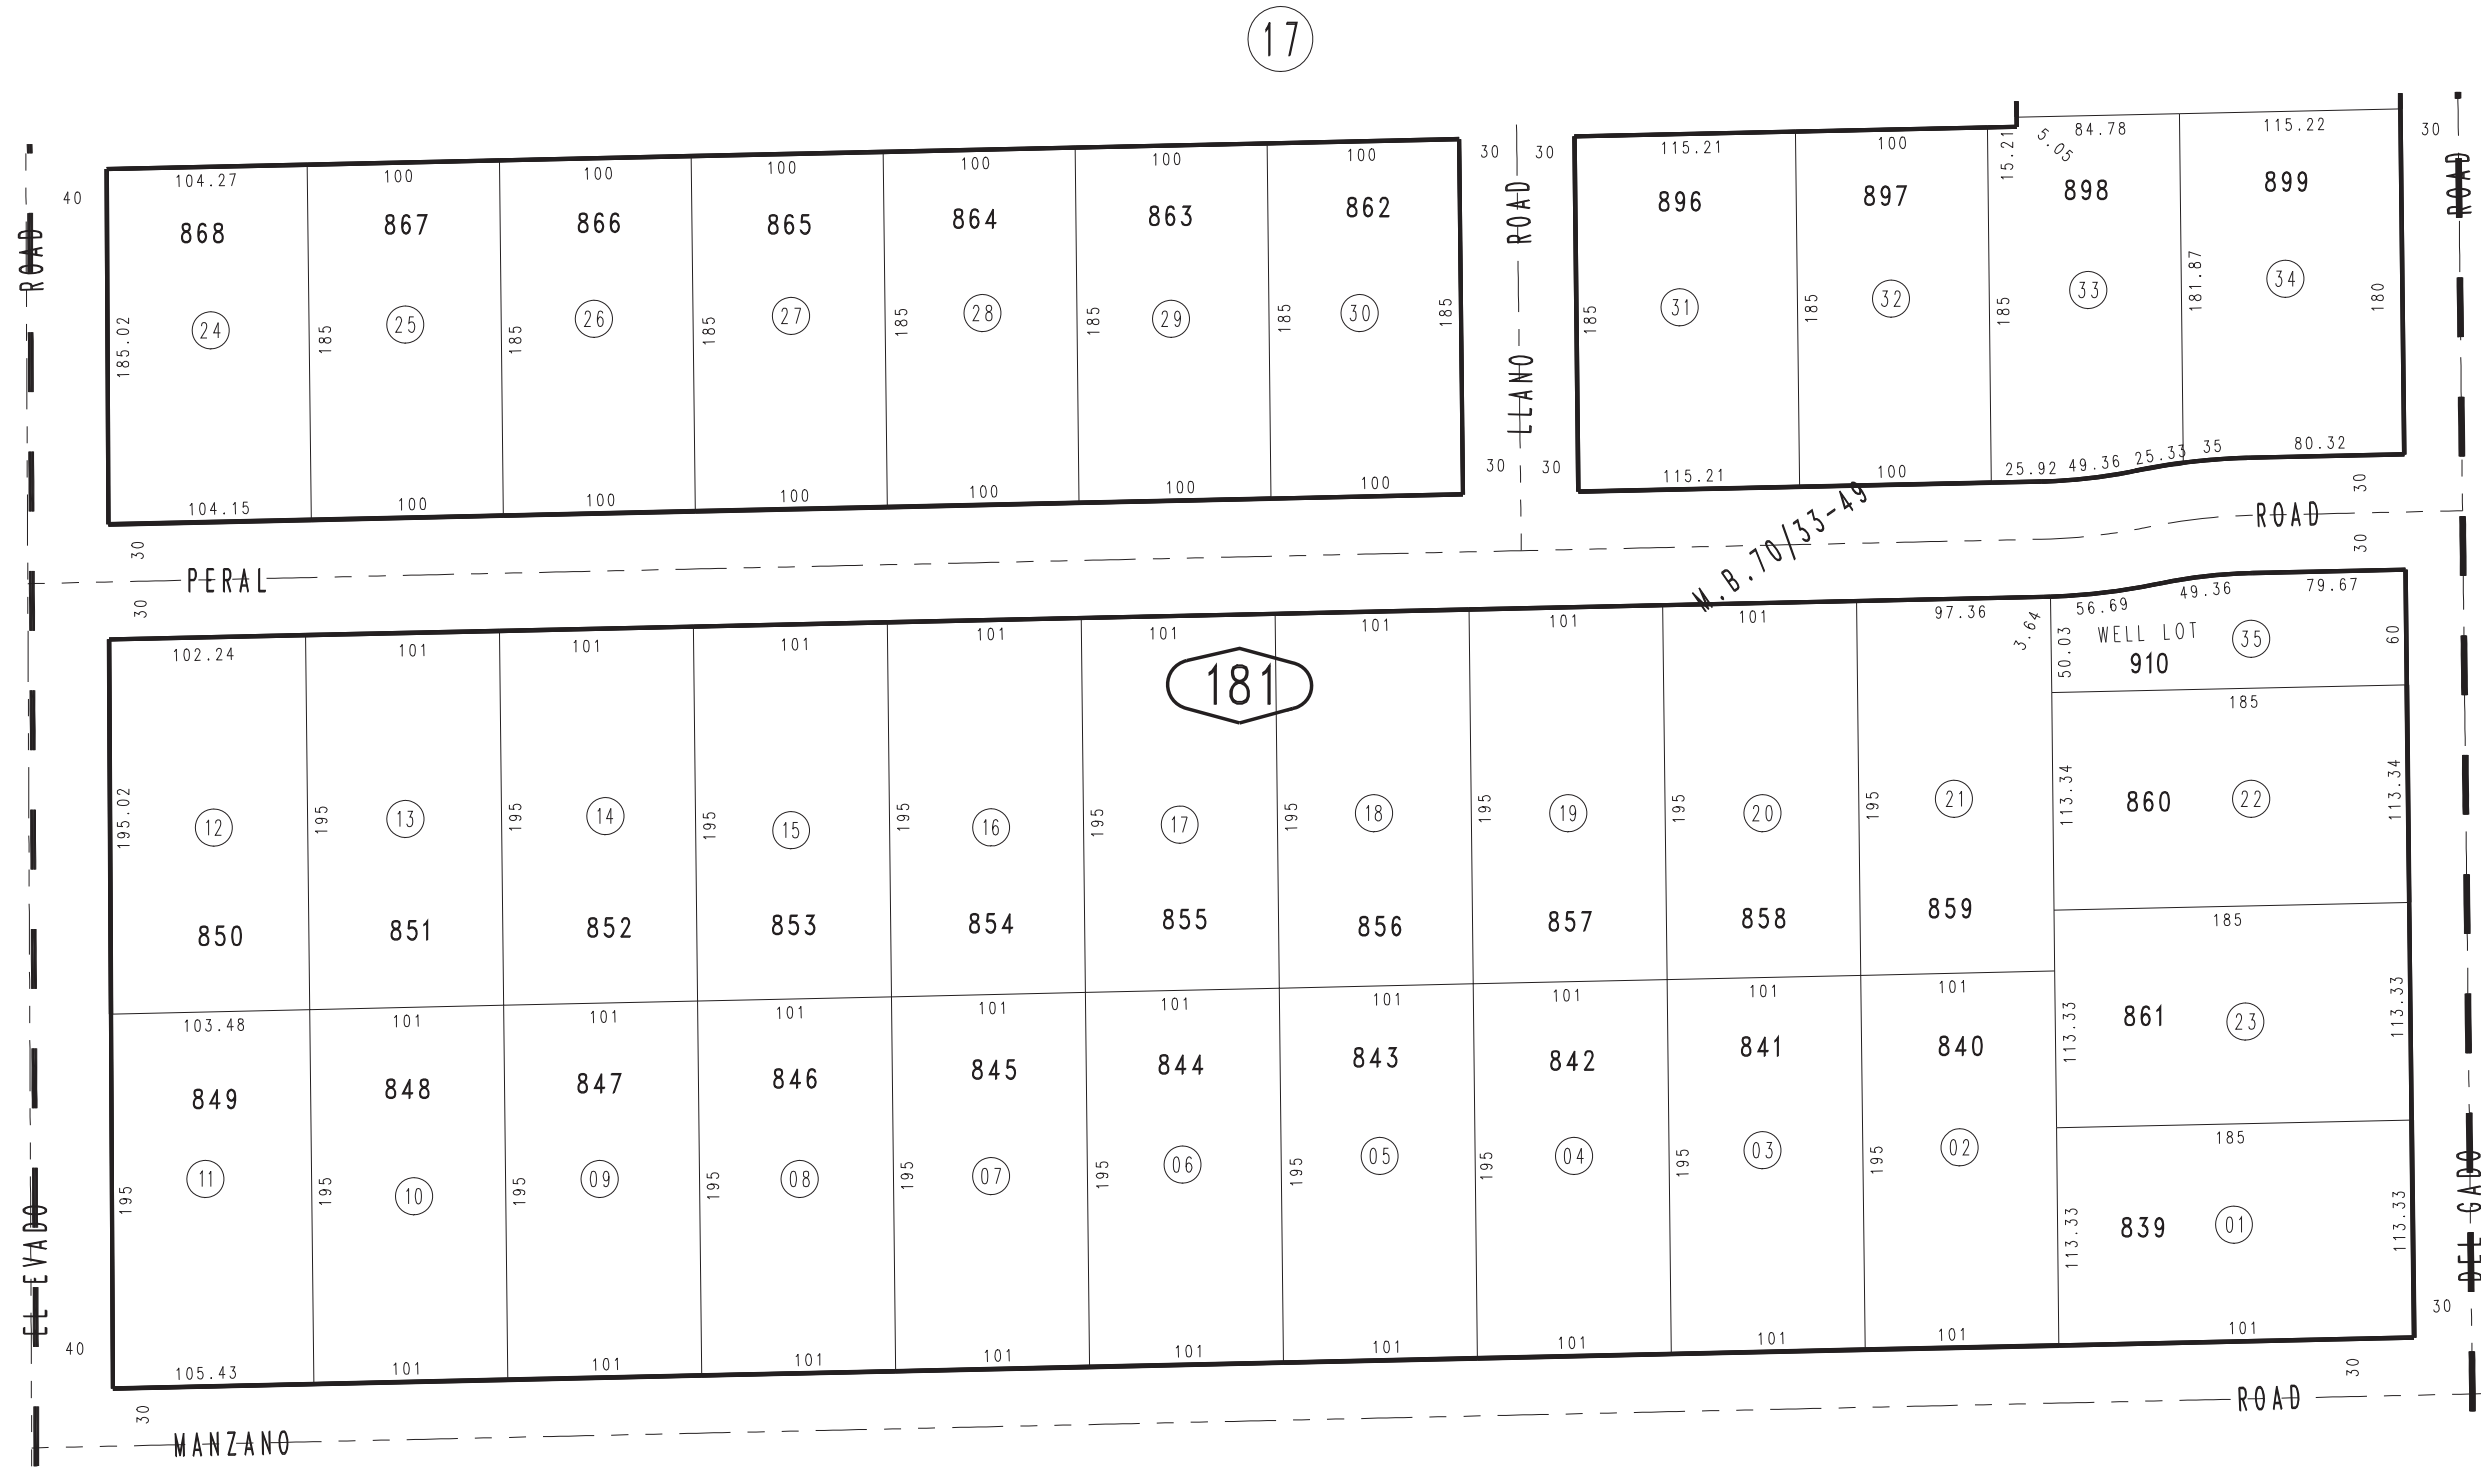 17
30 30 84.78 115.22 30
104.27 100 100 100 100 100 100 115.21 100 15.21 5.05
40
868 867 866 865 864 863 862 896 897 898 899
ROAD ROAD ROAD
24 25 26 27 28 29 30 31 32 33 34
185.02 185 185 185 185 185 185 185 185 185 185 181.87 180
LLANO
104.15 100 100 100 100 100 100 30 30 115.21 100 25.92 49.36 25.33 35 80.32
30 30
M.B.70/33-49
PERAL ROAD
30 30
102.24 101 101 101 101 101 101 101 101 97.36 3.64 56.69 49.36 79.67
181
50.03 WELL LOT 35 60
910
185
195.02 195 195 195 195 195 195 195 195 195 113.34 113.34
12 13 14 15 16 17 18 19 20 21 860 22
850 851 852 853 854 855 856 857 858 859
185
103.48 101 101 101 101 101 101 101 101 101
113.33 861 23 113.33
849 848 847 846 845 844 843 842 841 840
185
11 10 09 08 07 06 05 04 03 02
195 195 195 195 195 195 195 195 195 195 113.33 839 01 113.33
EL EVADO DEL GADO
40 30
105.43 101 101 101 101 101 101 101 101 101 101
30 30
MANZANO ROAD